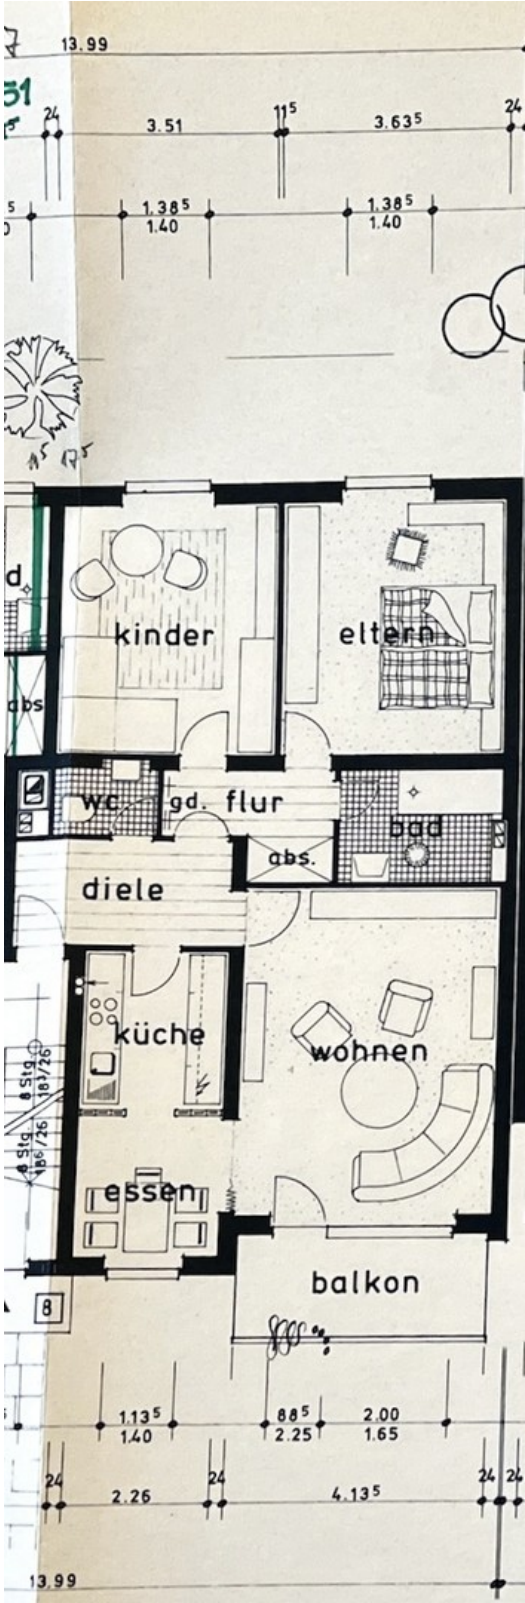 13.99
51
24
3.51
11⁵
3.63⁵
24
1.38⁵
1.40
1.38⁵
1.40
d
kinder
eltern
abs
wc
gd. flur
bad
abs.
diele
küche
wohnen
8 Stg. 18³/26
8 Stg. 18⁶/26
essen
balkon
8
1.13⁵
1.40
88⁵
2.25
2.00
1.65
24
2.26
24
4.13⁵
24
24
13.99